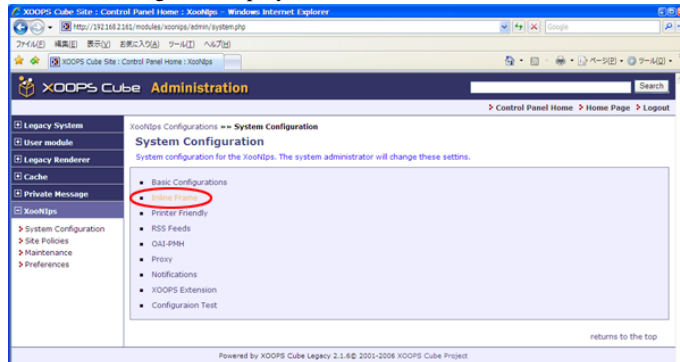 XOOPS Cube Site : Control Panel Home : XooNIps - Windows Internet Explorer
http://192.168.2.161/modules/xoonips/admin/system.php
Google
ファイル(F) 編集(E) 表示(V) お気に入り(A) ツール(T) ヘルプ(H)
XOOPS Cube Site : Control Panel Home : XooNIps
ページ(P) ツール(O)
XOOPS Cube Administration
Search
Control Panel Home Home Page Logout
Legacy System
User module
Legacy Renderer
Cache
Private Message
XooNIps
System Configuration
Site Policies
Maintenance
Preferences
XooNIps Configurations »» System Configuration
System Configuration
System configuration for the XooNIps. The system administrator will change these settins.
Basic Configurations
Inline Frame
Printer Friendly
RSS Feeds
OAI-PMH
Proxy
Notifications
XOOPS Extension
Configuraion Test
returns to the top
Powered by XOOPS Cube Legacy 2.1.6© 2001-2006 XOOPS Cube Project